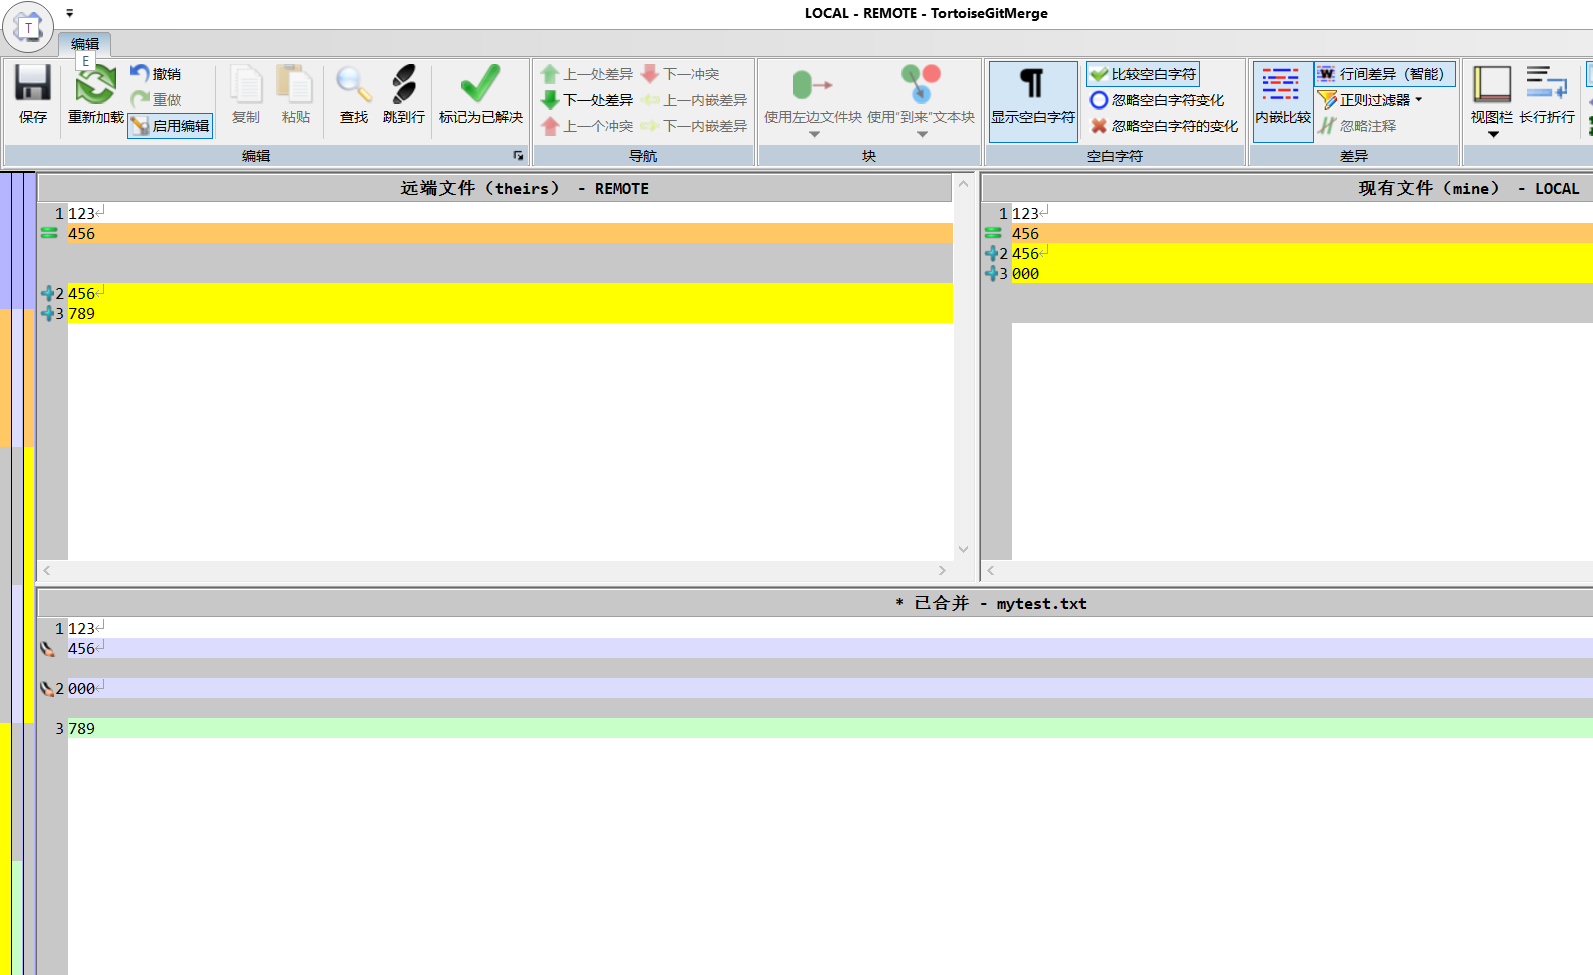 LOCAL - REMOTE - TortoiseGitMerge
T
编辑
E
保存
重新加载
撤销
重做
启用编辑
复制
粘贴
查找
跳到行
标记为已解决
编辑
上一处差异
下一冲突
下一处差异
上一内嵌差异
上一个冲突
下一内嵌差异
导航
使用左边文件块
使用“到来”文本块
块
显示空白字符
比较空白字符
忽略空白字符变化
忽略空白字符的变化
空白字符
内嵌比较
行间差异（智能）
正则过滤器
忽略注释
差异
视图栏
长行折行
远端文件（theirs） - REMOTE
1 123
456
2 456
3 789
现有文件（mine） - LOCAL
1 123
456
2 456
3 000
* 已合并 - mytest.txt
1 123
456
2 000
3 789